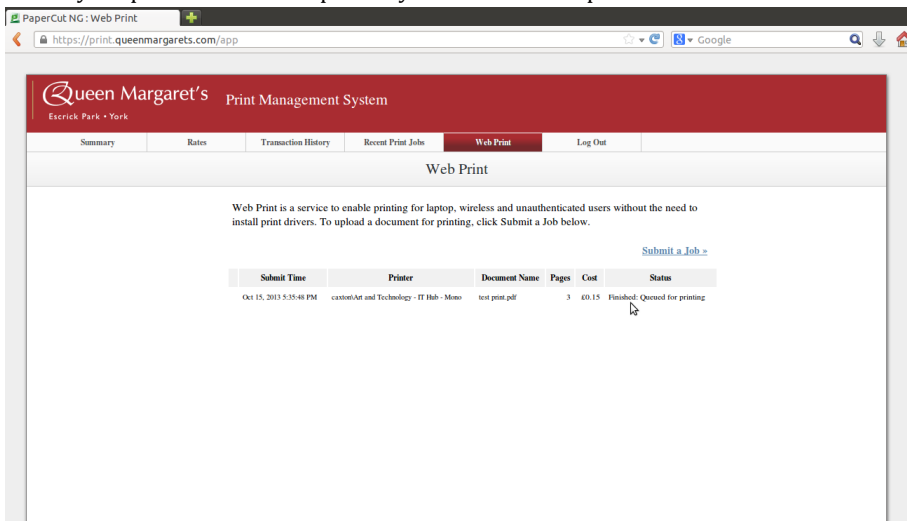 PaperCut NG : Web Print
https://print.queenmargarets.com/app
Google
Queen Margaret's
Escrick Park • York
Print Management System
Summary Rates Transaction History Recent Print Jobs Web Print Log Out
Web Print
Web Print is a service to enable printing for laptop, wireless and unauthenticated users without the need to
install print drivers. To upload a document for printing, click Submit a Job below.
Submit a Job »
Submit Time Printer Document Name Pages Cost Status
Oct 15, 2013 5:35:48 PM caxton\Art and Technology - IT Hub - Mono test print.pdf 3 £0.15 Finished: Queued for printing